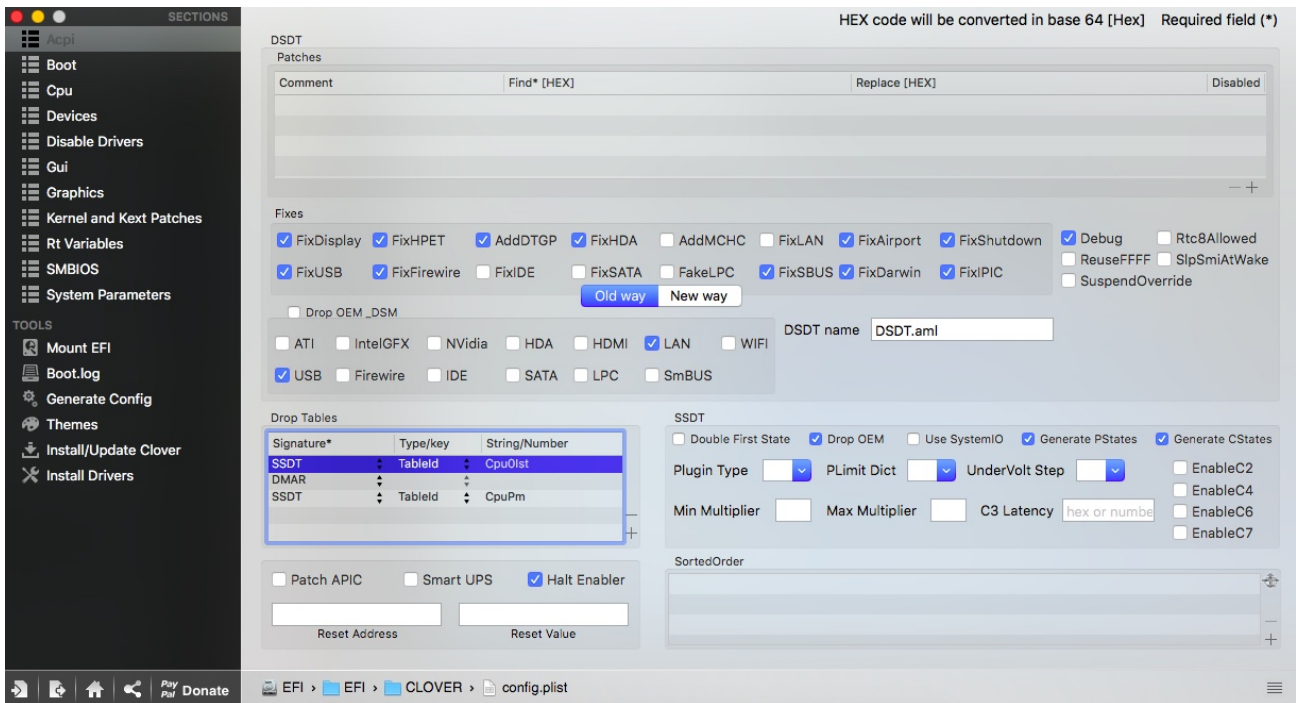 SECTIONS
HEX code will be converted in base 64 [Hex] Required field (*)
Acpi
Boot
Cpu
Devices
Disable Drivers
Gui
Graphics
Kernel and Kext Patches
Rt Variables
SMBIOS
System Parameters
TOOLS
Mount EFI
Boot.log
Generate Config
Themes
Install/Update Clover
Install Drivers
Pay Pal Donate
DSDT
Patches
Comment Find* [HEX] Replace [HEX] Disabled
Fixes
FixDisplay FixHPET AddDTGP FixHDA AddMCHC FixLAN FixAirport FixShutdown
FixUSB FixFirewire FixIDE FixSATA FakeLPC FixSBUS FixDarwin FixIPIC
Debug Rtc8Allowed
ReuseFFFF SlpSmiAtWake
SuspendOverride
Old way New way
Drop OEM _DSM
ATI IntelGFX NVidia HDA HDMI LAN WIFI
USB Firewire IDE SATA LPC SmBUS
DSDT name DSDT.aml
Drop Tables
Signature* Type/key String/Number
SSDT TableId Cpu0Ist
DMAR
SSDT TableId CpuPm
SSDT
Double First State Drop OEM Use SystemIO Generate PStates Generate CStates
Plugin Type PLimit Dict UnderVolt Step
Min Multiplier Max Multiplier C3 Latency hex or numbe
EnableC2
EnableC4
EnableC6
EnableC7
Patch APIC Smart UPS Halt Enabler
Reset Address Reset Value
SortedOrder
EFI › EFI › CLOVER › config.plist